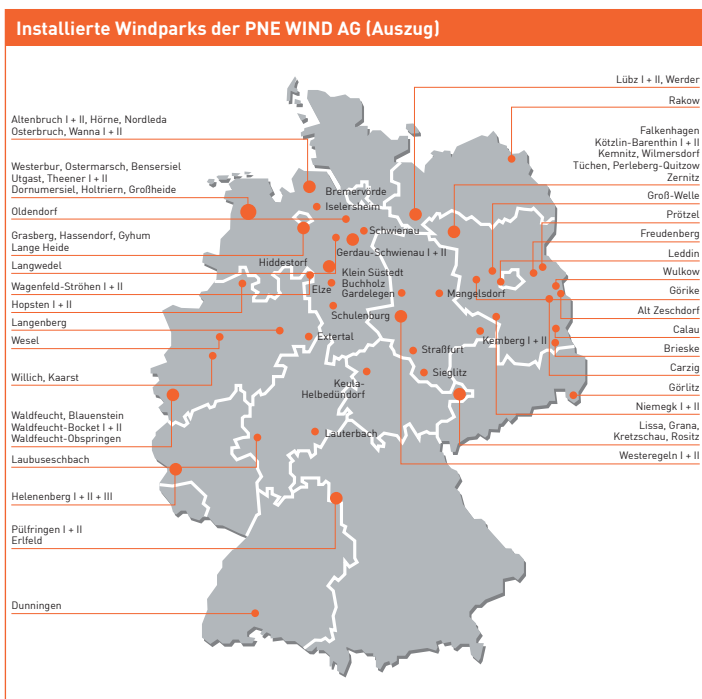 Installierte Windparks der PNE WIND AG (Auszug)
Altenbruch I + II, Hörne, Nordleda
Osterbruch, Wanna I + II
Westerbur, Ostermarsch, Bensersiel
Utgast, Theener I + II
Dornumersiel, Holtriern, Großheide
Oldendorf
Grasberg, Hassendorf, Gyhum
Lange Heide
Langwedel
Wagenfeld-Ströhen I + II
Hopsten I + II
Langenberg
Wesel
Willich, Kaarst
Waldfeucht, Blauenstein
Waldfeucht-Bocket I + II
Waldfeucht-Obspringen
Laubuseschbach
Helenenberg I + II + III
Pülfringen I + II
Erlfeld
Dunningen
Bremervörde
Iselersheim
Schwienau
Gerdau-Schwienau I + II
Hiddestorf
Klein Süstedt
Elze
Buchholz
Gardelegen
Mangelsdorf
Schulenburg
Extertal
Kemberg I + II
Straßfurt
Keula-
Helbedündorf
Sieglitz
Lauterbach
Lübz I + II, Werder
Rakow
Falkenhagen
Kötzlin-Barenthin I + II
Kemnitz, Wilmersdorf
Tüchen, Perleberg-Quitzow
Zernitz
Groß-Welle
Prötzel
Freudenberg
Leddin
Wulkow
Görike
Alt Zeschdorf
Calau
Brieske
Carzig
Görlitz
Niemegk I + II
Lissa, Grana,
Kretzschau, Rositz
Westeregeln I + II